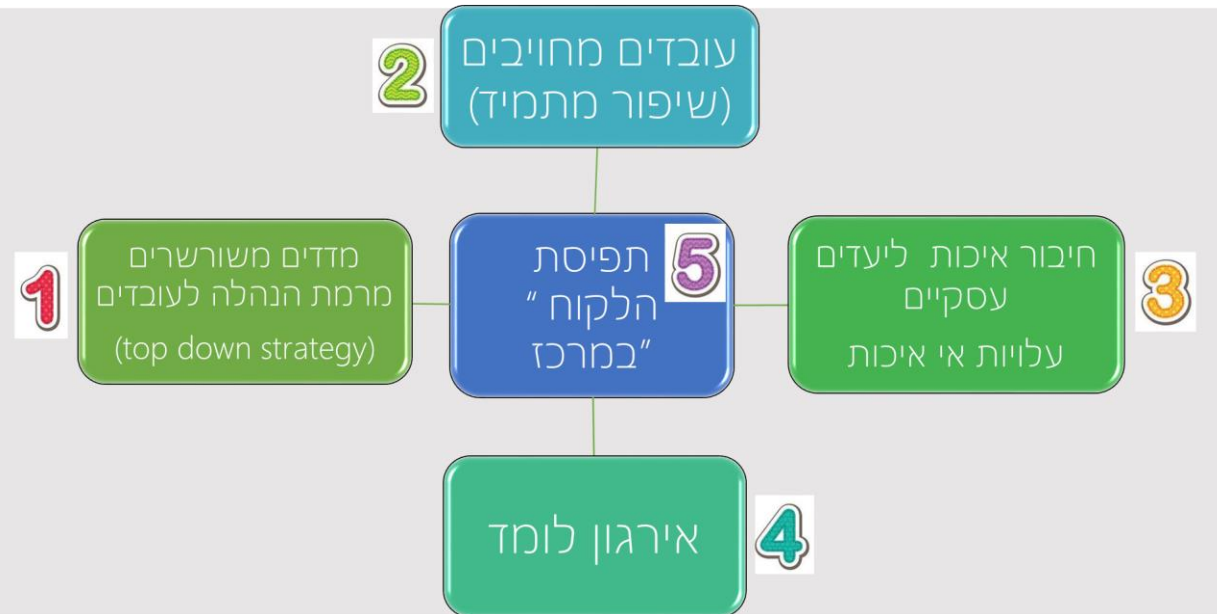 2
עובדים מחויבים
(שיפור מתמיד)
1
מדדים משורשרים
מרמת הנהלה לעובדים
(top down strategy)
5
תפיסת
הלקוח "
במרכז"
3
חיבור איכות ליעדים
עסקיים
עלויות אי איכות
4
אירגון לומד